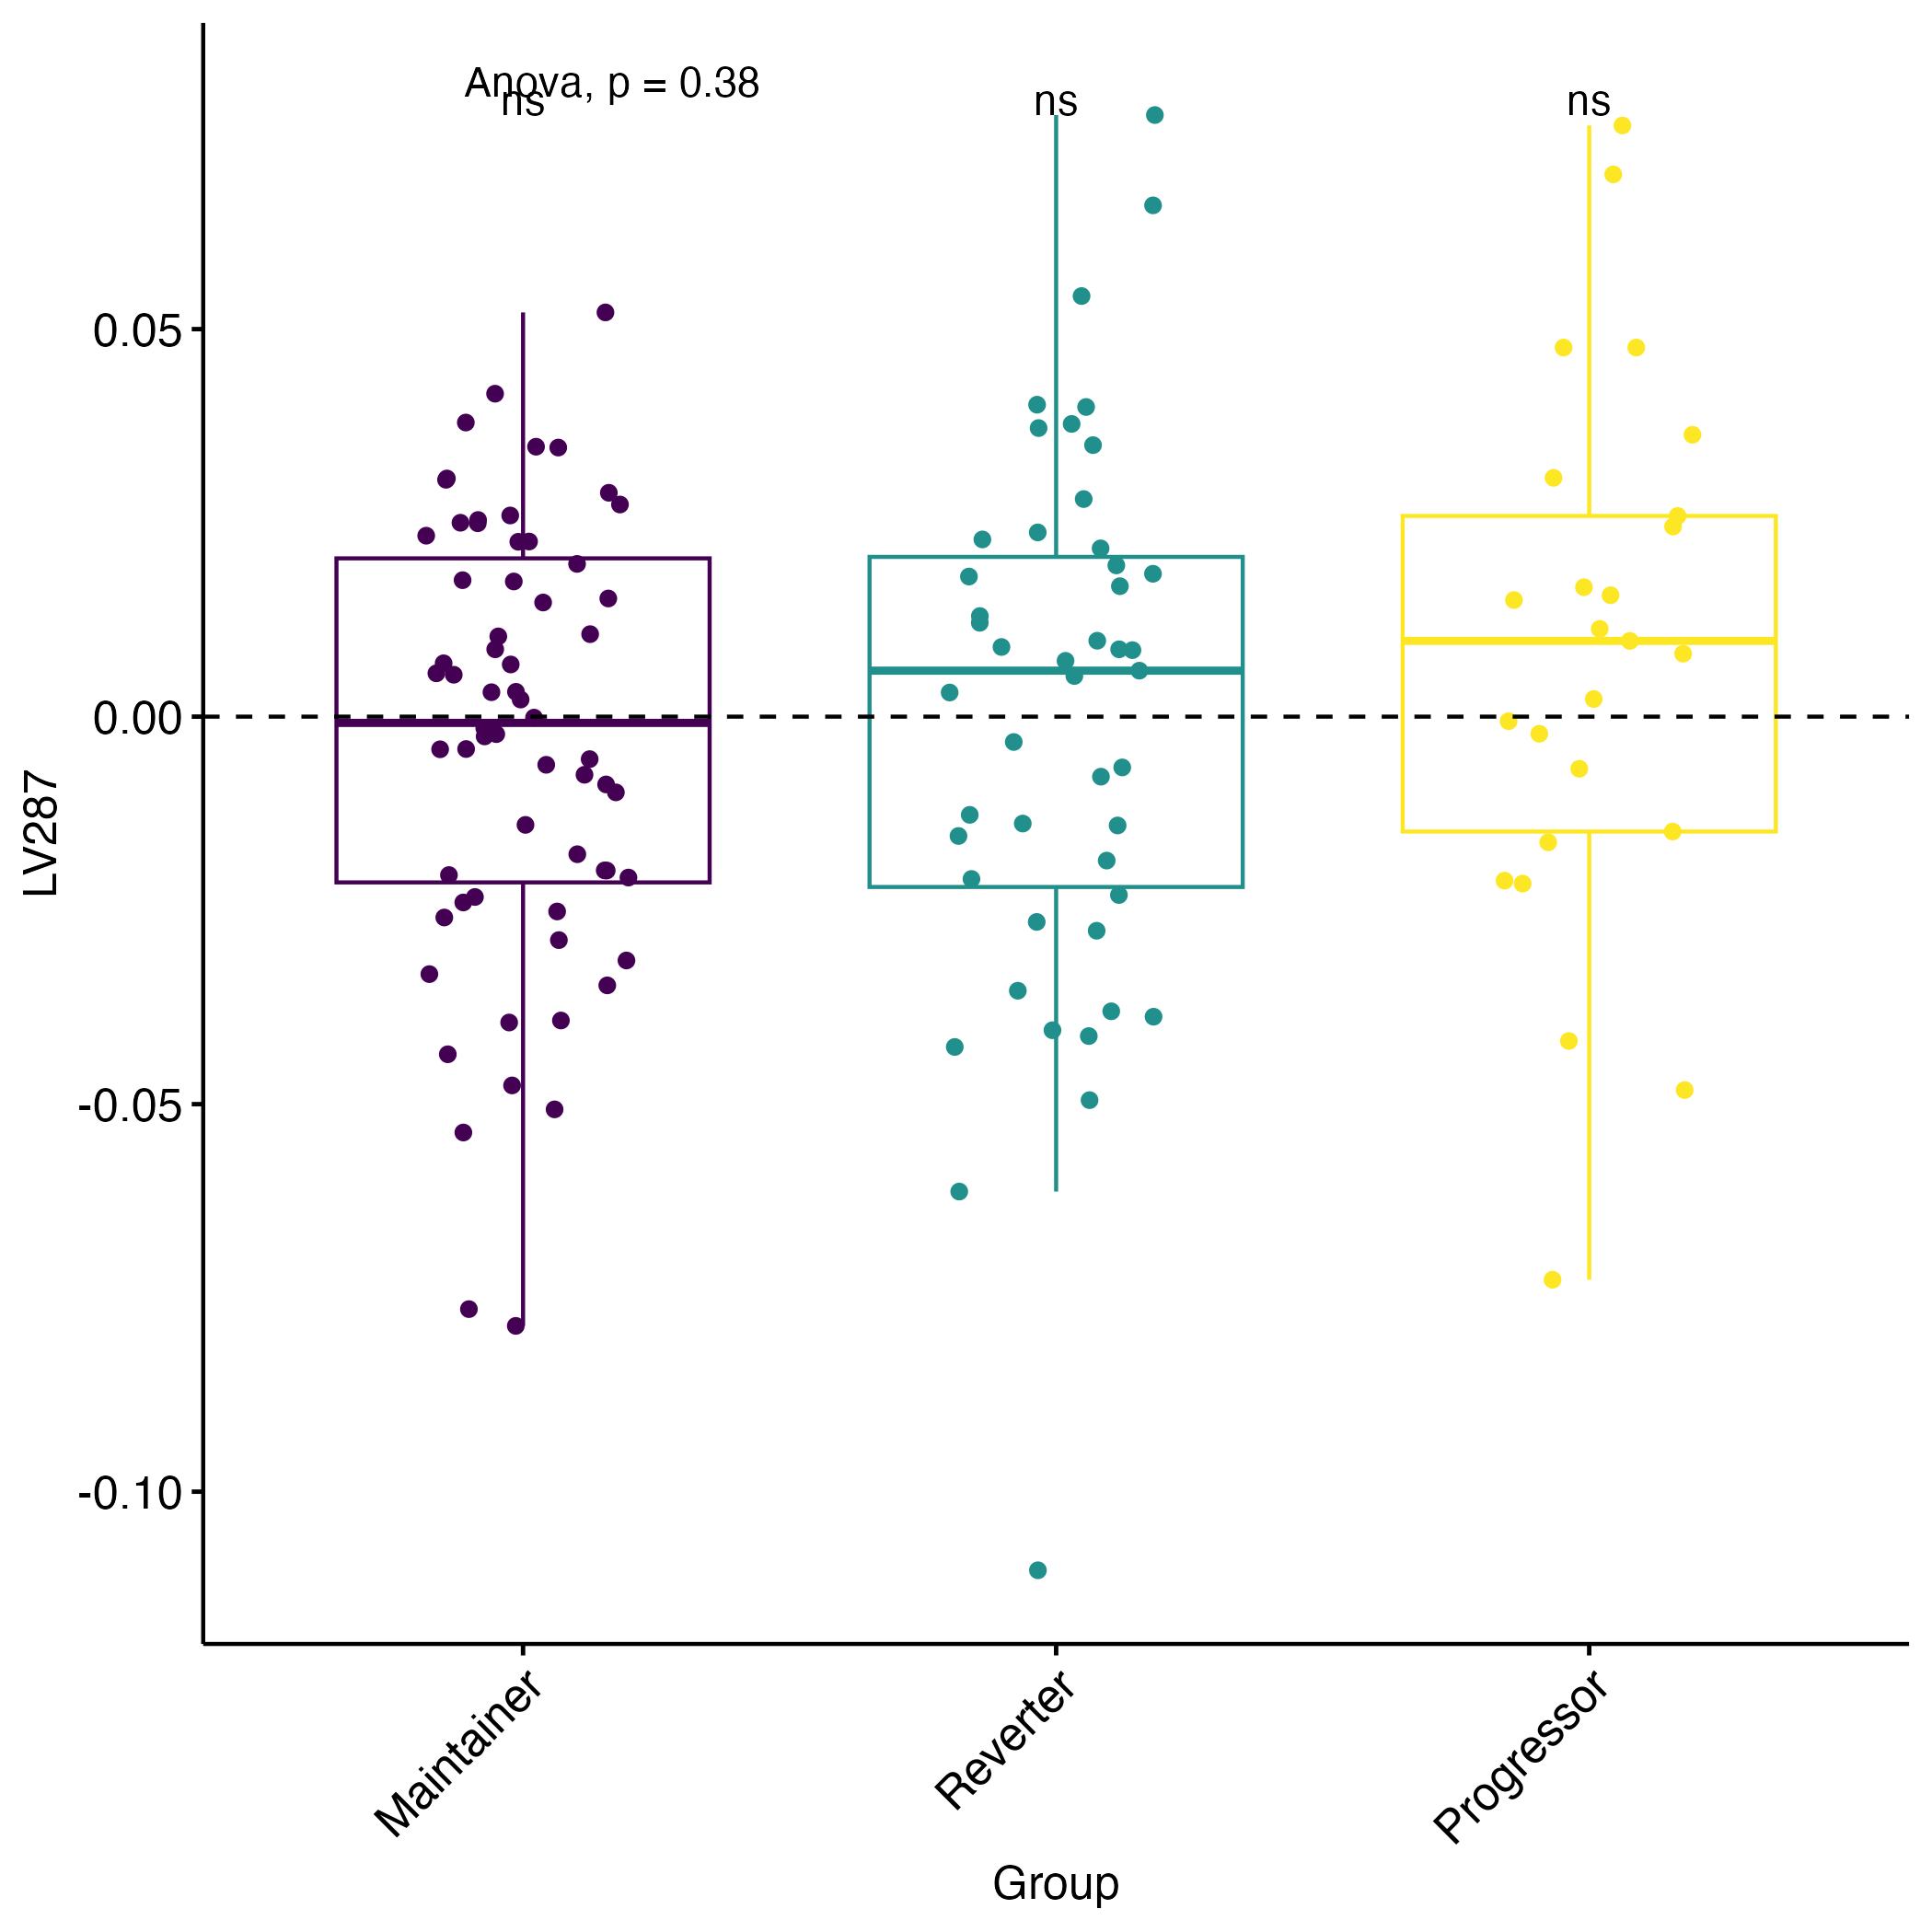 Anova, p = 0.38
ns
ns
ns
0.05
0.00
-0.05
-0.10
LV287
Maintainer
Reverter
Progressor
Group